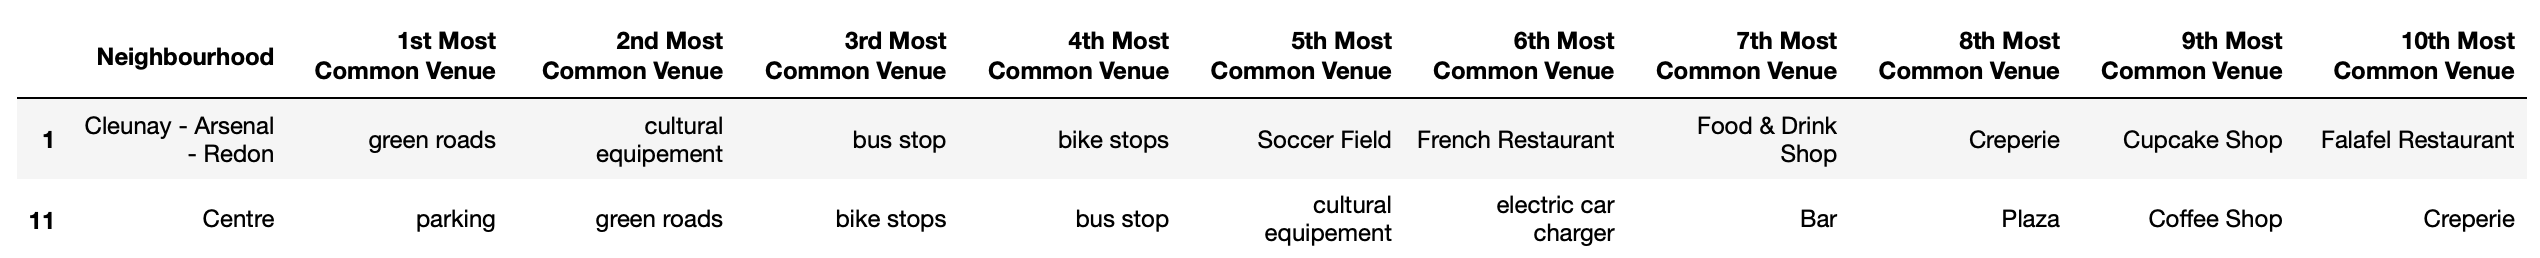 Neighbourhood 1st Most Common Venue 2nd Most Common Venue 3rd Most Common Venue 4th Most Common Venue 5th Most Common Venue 6th Most Common Venue 7th Most Common Venue 8th Most Common Venue 9th Most Common Venue 10th Most Common Venue
1 Cleunay - Arsenal - Redon green roads cultural equipement bus stop bike stops Soccer Field French Restaurant Food & Drink Shop Creperie Cupcake Shop Falafel Restaurant
11 Centre parking green roads bike stops bus stop cultural equipement electric car charger Bar Plaza Coffee Shop Creperie